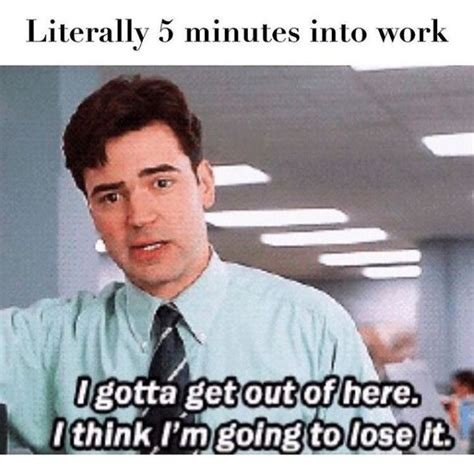 Literally 5 minutes into work
I gotta get out of here.
I think I'm going to lose it.